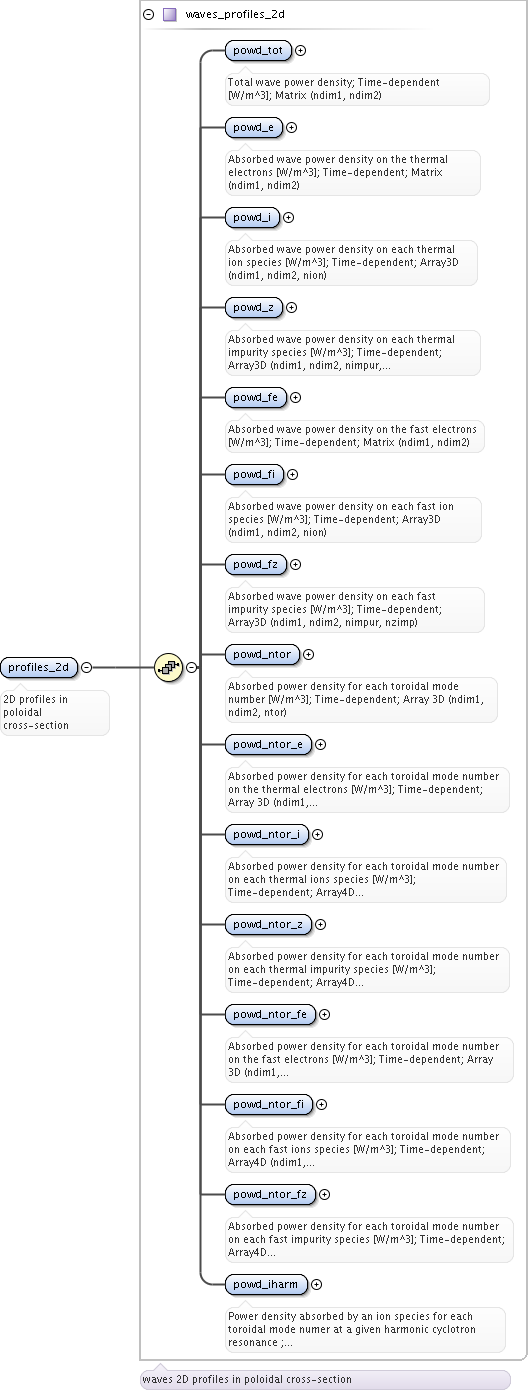 waves_profiles_2d
powd_tot
Total wave power density; Time-dependent
[W/m^3]; Matrix (ndim1, ndim2)
powd_e
Absorbed wave power density on the thermal
electrons [W/m^3]; Time-dependent; Matrix
(ndim1, ndim2)
powd_i
Absorbed wave power density on each thermal
ion species [W/m^3]; Time-dependent; Array3D
(ndim1, ndim2, nion)
powd_z
Absorbed wave power density on each thermal
impurity species [W/m^3]; Time-dependent;
Array3D (ndim1, ndim2, nimpur,...
powd_fe
Absorbed wave power density on the fast electrons
[W/m^3]; Time-dependent; Matrix (ndim1, ndim2)
powd_fi
Absorbed wave power density on each fast ion
species [W/m^3]; Time-dependent; Array3D
(ndim1, ndim2, nion)
powd_fz
Absorbed wave power density on each fast
impurity species [W/m^3]; Time-dependent;
Array3D (ndim1, ndim2, nimpur, nzimp)
powd_ntor
Absorbed power density for each toroidal mode
number [W/m^3]; Time-dependent; Array 3D (ndim1,
ndim2, ntor)
profiles_2d
2D profiles in
poloidal
cross-section
powd_ntor_e
Absorbed power density for each toroidal mode number
on the thermal electrons [W/m^3]; Time-dependent;
Array 3D (ndim1,...
powd_ntor_i
Absorbed power density for each toroidal mode number
on each thermal ions species [W/m^3];
Time-dependent; Array4D...
powd_ntor_z
Absorbed power density for each toroidal mode number
on each thermal impurity species [W/m^3];
Time-dependent; Array4D...
powd_ntor_fe
Absorbed power density for each toroidal mode number
on the fast electrons [W/m^3]; Time-dependent; Array
3D (ndim1,...
powd_ntor_fi
Absorbed power density for each toroidal mode number
on each fast ions species [W/m^3]; Time-dependent;
Array4D (ndim1,...
powd_ntor_fz
Absorbed power density for each toroidal mode number
on each fast impurity species [W/m^3]; Time-dependent;
Array4D...
powd_iharm
Power density absorbed by an ion species for each
toroidal mode numer at a given harmonic cyclotron
resonance ;...
waves 2D profiles in poloidal cross-section